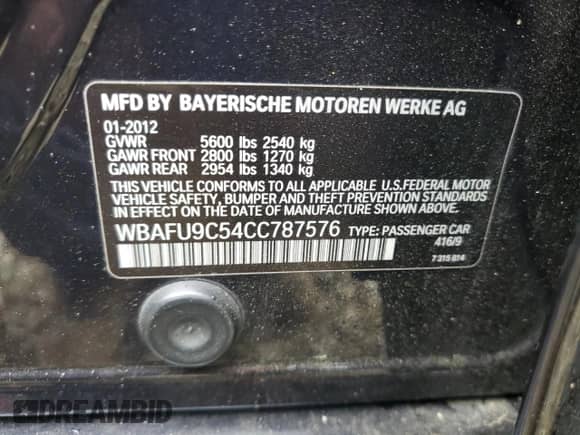 MFD BY BAYERISCHE MOTOREN WERKE AG
01-2012
GVWR 5600 lbs 2540 kg
GAWR FRONT 2800 lbs 1270 kg
GAWR REAR 2954 lbs 1340 kg
THIS VEHICLE CONFORMS TO ALL APPLICABLE U.S.FEDERAL MOTOR
VEHICLE SAFETY, BUMPER AND THEFT PREVENTION STANDARDS
IN EFFECT ON THE DATE OF MANUFACTURE SHOWN ABOVE.
WBAFU9C54CC787576 TYPE: PASSENGER CAR
416/9
7 315 814
DREAMBID